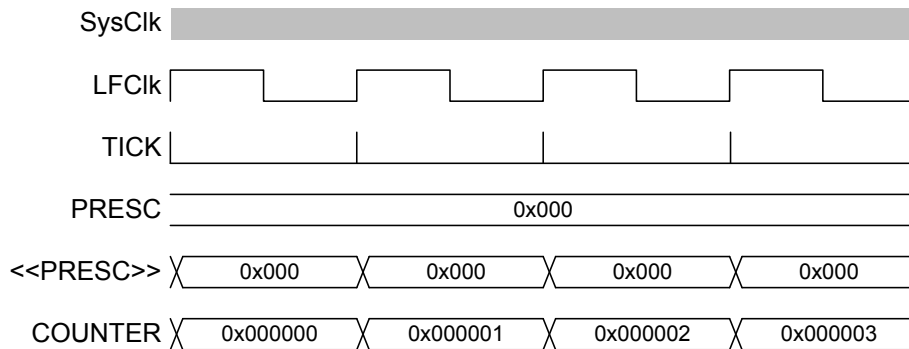 SysClk
LFClk
TICK
PRESC 0x000
<<PRESC>> 0x000 0x000 0x000 0x000
COUNTER 0x000000 0x000001 0x000002 0x000003